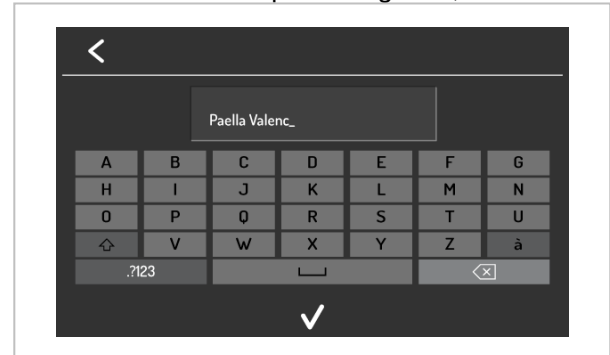 Paella Valenc_
A B C D E F G
H I J K L M N
O P Q R S T U
V W X Y Z à
.?123